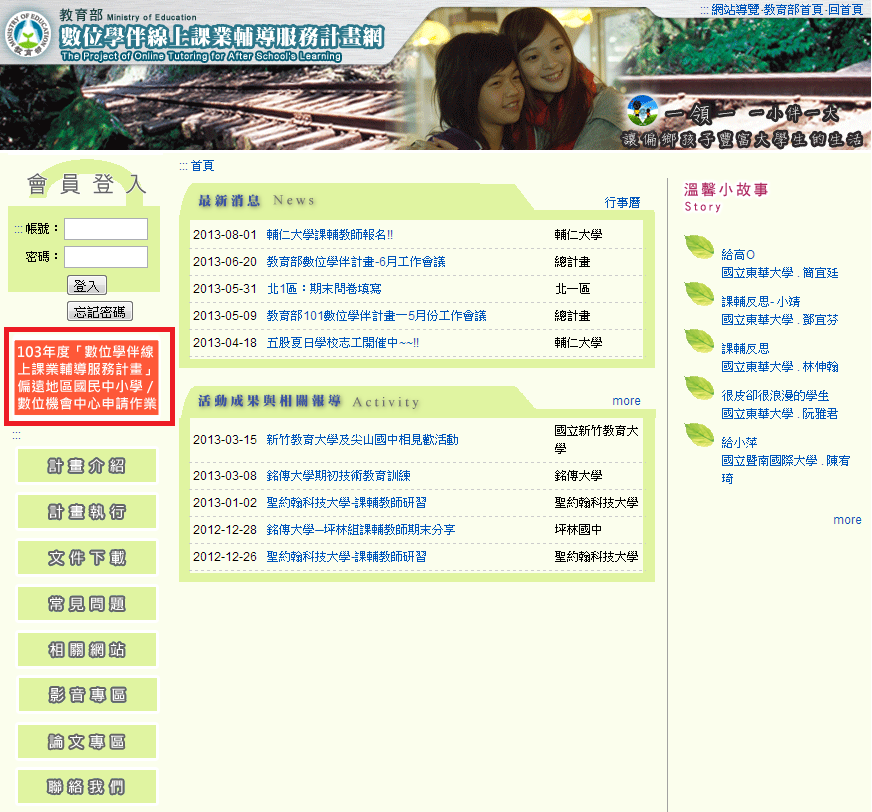 ::: 網站導覽·教育部首頁·回首頁
MINISTRY OF EDUCATION
教育部 Ministry of Education
數位學伴線上課業輔導服務計畫網
The Project of Online Tutoring for After School's Learning
一領一 一小伴一大
讓偏鄉孩子豐富大學生的生活
會員登入
::: 帳號：
密碼：
登入
忘記密碼
103年度「數位學伴線
上課業輔導服務計畫」
偏遠地區國民中小學／
數位機會中心申請作業
:::
計畫介紹
計畫執行
文件下載
常見問題
相關網站
影音專區
論文專區
聯絡我們
::: 首頁
最新消息 News
行事曆
2013-08-01 輔仁大學課輔教師報名!! 輔仁大學
2013-06-20 教育部數位學伴計畫-6月工作會議 總計畫
2013-05-31 北1區：期末問卷填寫 北一區
2013-05-09 教育部101數位學伴計畫一5月份工作會議 總計畫
2013-04-18 五股夏日學校志工開催中~~!! 輔仁大學
活動成果與相關報導 Activity
more
2013-03-15 新竹教育大學及尖山國中相見歡活動 國立新竹教育大
學
2013-03-08 銘傳大學期初技術教育訓練 銘傳大學
2013-01-02 聖約翰科技大學-課輔教師研習 聖約翰科技大學
2012-12-28 銘傳大學─坪林組課輔教師期末分享 坪林國中
2012-12-26 聖約翰科技大學-課輔教師研習 聖約翰科技大學
溫馨小故事
Story
給高O
國立東華大學 . 簡宜廷
課輔反思- 小婧
國立東華大學 . 鄧宜芬
課輔反思
國立東華大學 . 林仲翰
很皮卻很浪漫的學生
國立東華大學 . 阮雅君
給小萍
國立暨南國際大學 . 陳宥
琦
more